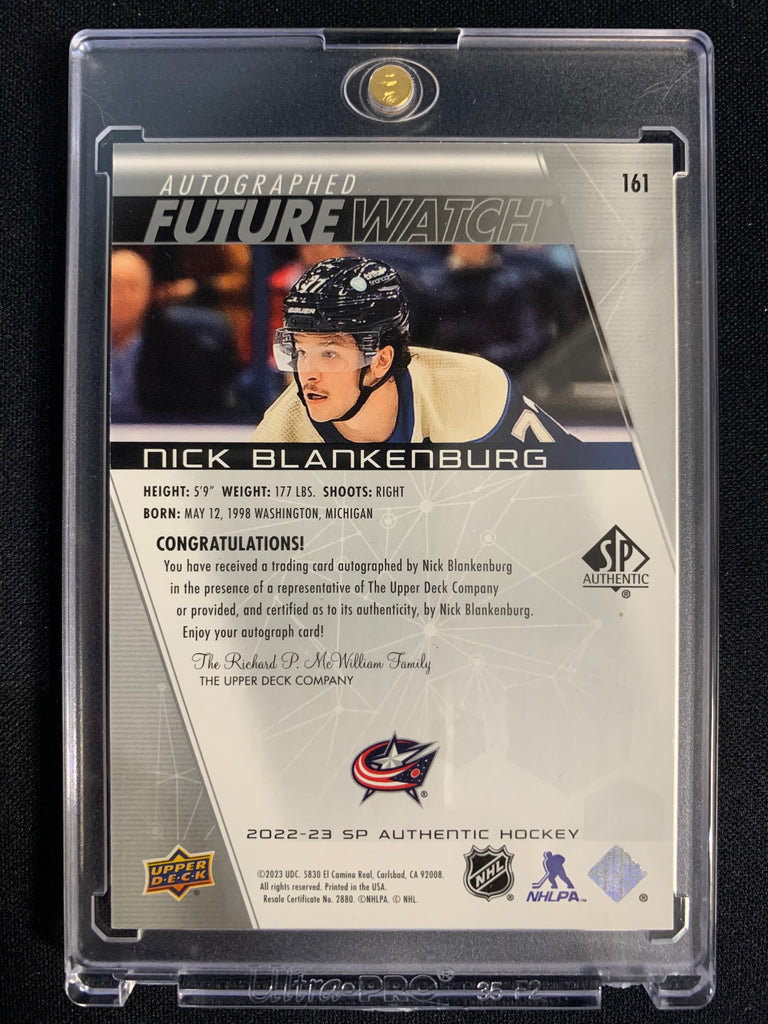 161
AUTOGRAPHED
FUTURE WATCH®
77
BAUER
NICK BLANKENBURG
HEIGHT: 5'9" WEIGHT: 177 LBS. SHOOTS: RIGHT
BORN: MAY 12, 1998 WASHINGTON, MICHIGAN
CONGRATULATIONS!
You have received a trading card autographed by Nick Blankenburg
in the presence of a representative of The Upper Deck Company
or provided, and certified as to its authenticity, by Nick Blankenburg.
Enjoy your autograph card!
SP
AUTHENTIC
®
The Richard P. McWilliam Family
THE UPPER DECK COMPANY
®
2022-23 SP AUTHENTIC HOCKEY
UPPER
DECK
®
©2023 UDC. 5830 El Camino Real, Carlsbad, CA 92008.
All rights reserved. Printed in the USA.
Resale Certificate No. 2880. ©NHLPA. © NHL.
NHL
®
NHLPA™
®
Ultra•PRO®